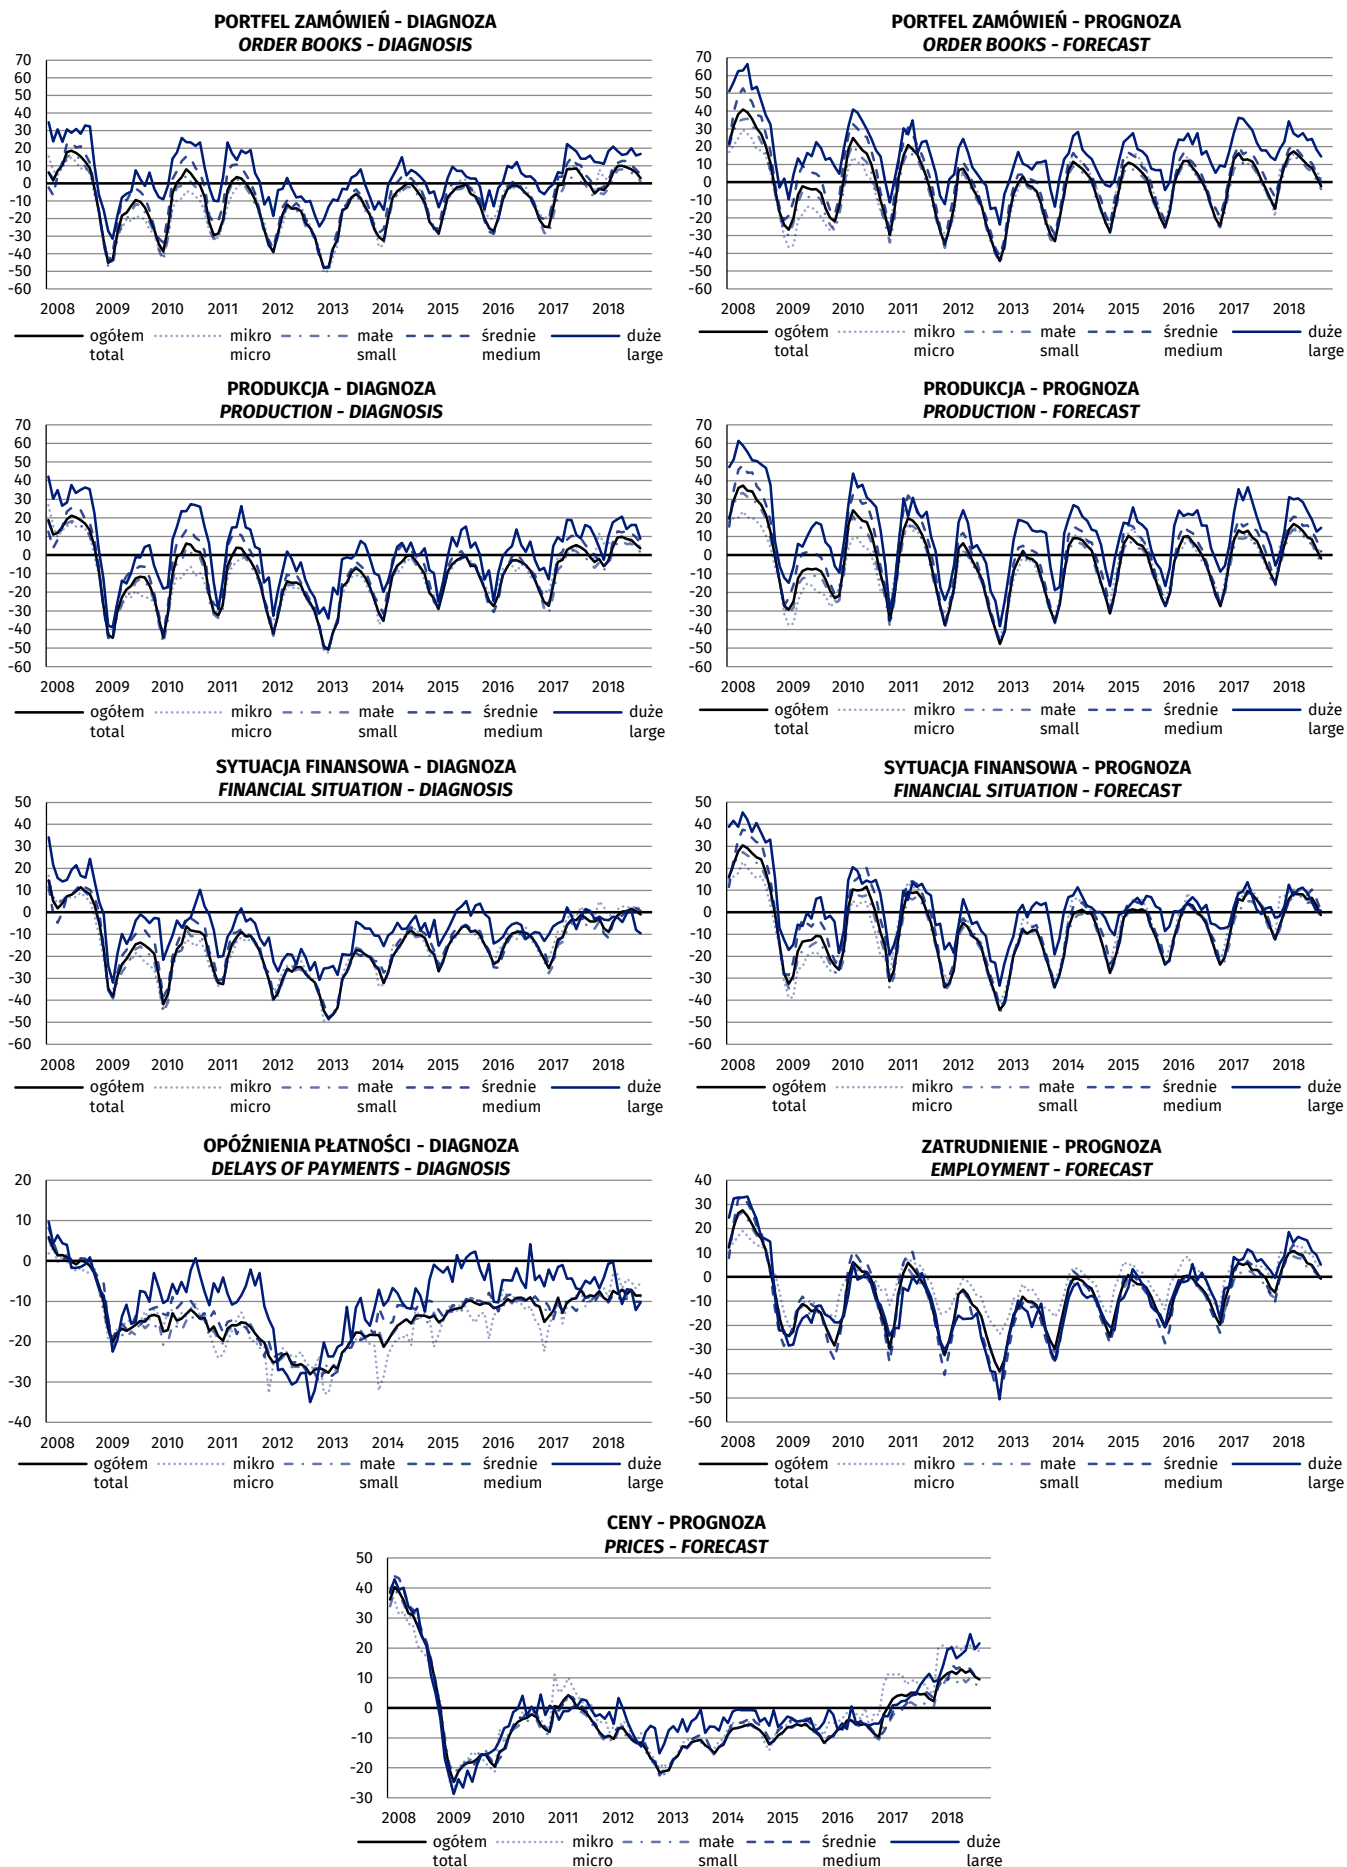 PORTFEL ZAMÓWIEŃ - DIAGNOZA
ORDER BOOKS - DIAGNOSIS
70
60
50
40
30
20
10
0
-10
-20
-30
-40
-50
-60
2008 2009 2010 2011 2012 2013 2014 2015 2016 2017 2018
ogółem mikro małe średnie duże
total micro small medium large
PORTFEL ZAMÓWIEŃ - PROGNOZA
ORDER BOOKS - FORECAST
70
60
50
40
30
20
10
0
-10
-20
-30
-40
-50
-60
2008 2009 2010 2011 2012 2013 2014 2015 2016 2017 2018
ogółem mikro małe średnie duże
total micro small medium large
PRODUKCJA - DIAGNOZA
PRODUCTION - DIAGNOSIS
70
60
50
40
30
20
10
0
-10
-20
-30
-40
-50
-60
2008 2009 2010 2011 2012 2013 2014 2015 2016 2017 2018
ogółem mikro małe średnie duże
total micro small medium large
PRODUKCJA - PROGNOZA
PRODUCTION - FORECAST
70
60
50
40
30
20
10
0
-10
-20
-30
-40
-50
-60
2008 2009 2010 2011 2012 2013 2014 2015 2016 2017 2018
ogółem mikro małe średnie duże
total micro small medium large
SYTUACJA FINANSOWA - DIAGNOZA
FINANCIAL SITUATION - DIAGNOSIS
50
40
30
20
10
0
-10
-20
-30
-40
-50
-60
2008 2009 2010 2011 2012 2013 2014 2015 2016 2017 2018
ogółem mikro małe średnie duże
total micro small medium large
SYTUACJA FINANSOWA - PROGNOZA
FINANCIAL SITUATION - FORECAST
50
40
30
20
10
0
-10
-20
-30
-40
-50
-60
2008 2009 2010 2011 2012 2013 2014 2015 2016 2017 2018
ogółem mikro małe średnie duże
total micro small medium large
OPÓŹNIENIA PŁATNOŚCI - DIAGNOZA
DELAYS OF PAYMENTS - DIAGNOSIS
20
10
0
-10
-20
-30
-40
2008 2009 2010 2011 2012 2013 2014 2015 2016 2017 2018
ogółem mikro małe średnie duże
total micro small medium large
ZATRUDNIENIE - PROGNOZA
EMPLOYMENT - FORECAST
40
30
20
10
0
-10
-20
-30
-40
-50
-60
2008 2009 2010 2011 2012 2013 2014 2015 2016 2017 2018
ogółem mikro małe średnie duże
total micro small medium large
CENY - PROGNOZA
PRICES - FORECAST
50
40
30
20
10
0
-10
-20
-30
2008 2009 2010 2011 2012 2013 2014 2015 2016 2017 2018
ogółem mikro małe średnie duże
total micro small medium large